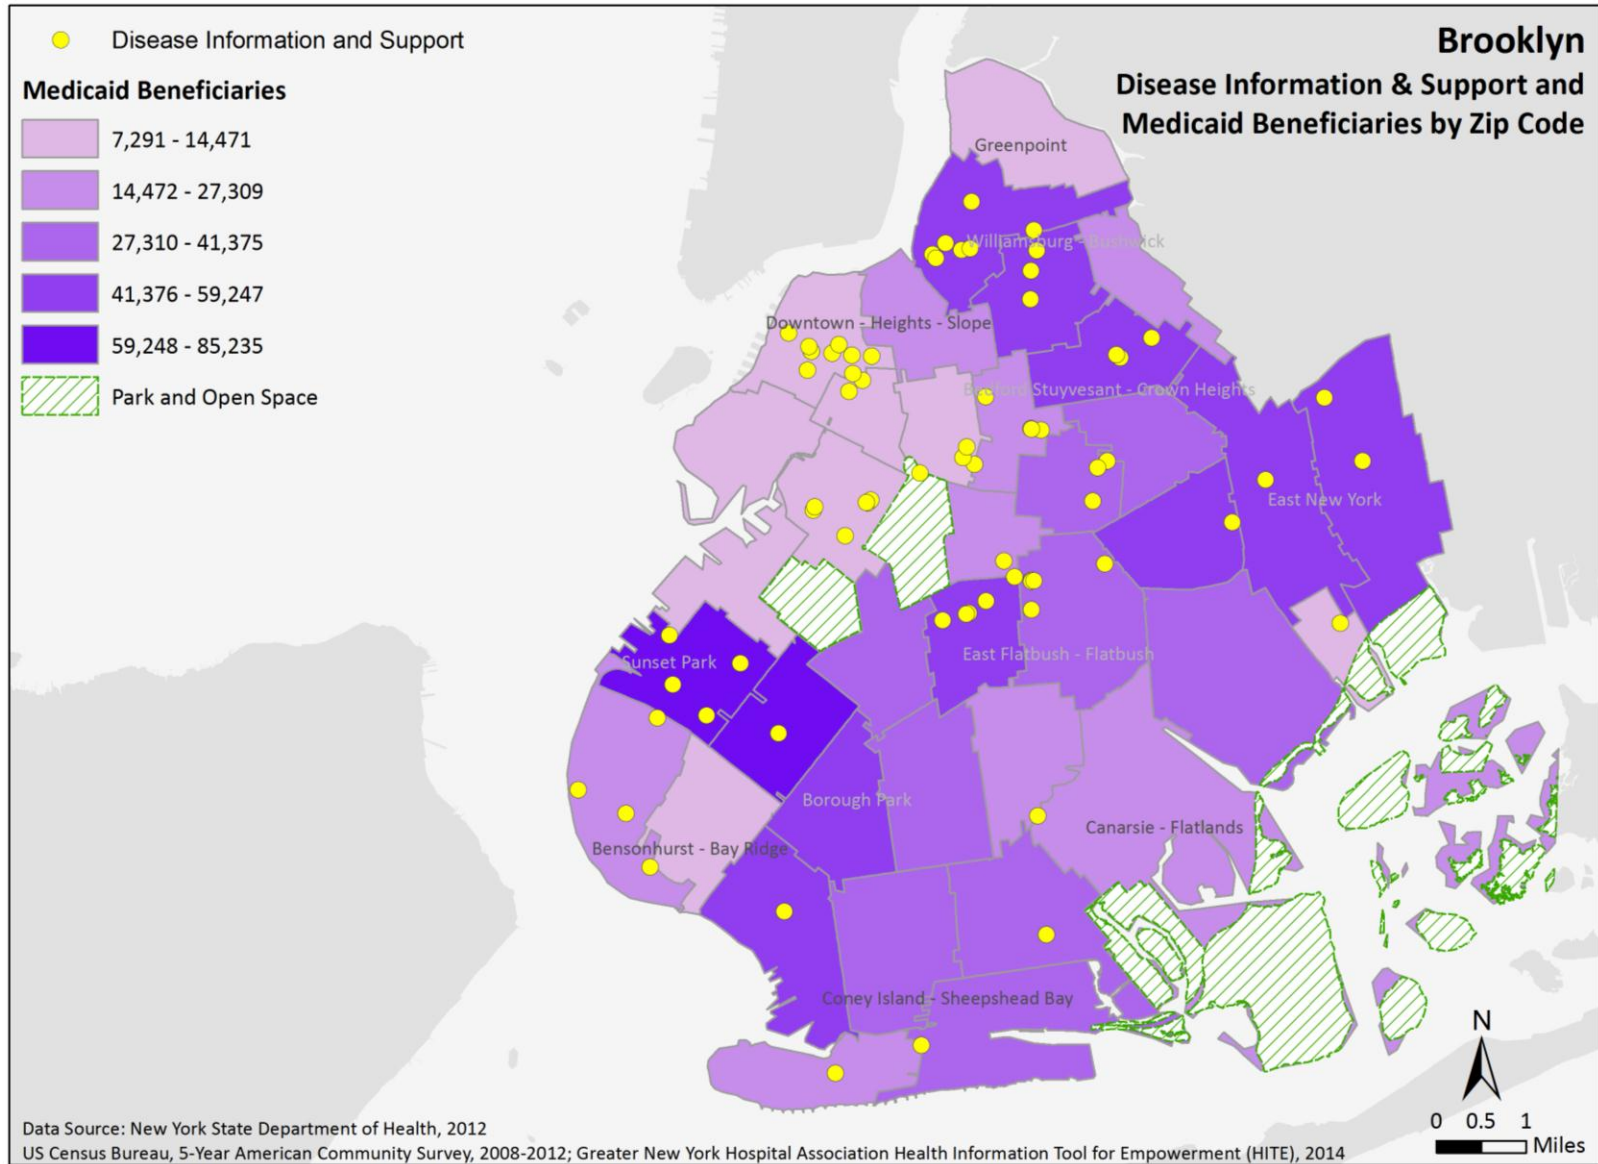 Disease Information and Support
Medicaid Beneficiaries
7,291 - 14,471
14,472 - 27,309
27,310 - 41,375
41,376 - 59,247
59,248 - 85,235
Park and Open Space
Brooklyn
Disease Information & Support and
Medicaid Beneficiaries by Zip Code
Greenpoint
Williamsburg - Bushwick
Downtown - Heights - Slope
Bedford Stuyvesant - Crown Heights
East New York
Sunset Park
East Flatbush - Flatbush
Borough Park
Canarsie - Flatlands
Bensonhurst - Bay Ridge
Coney Island - Sheepshead Bay
N
0 0.5 1
Miles
Data Source: New York State Department of Health, 2012
US Census Bureau, 5-Year American Community Survey, 2008-2012; Greater New York Hospital Association Health Information Tool for Empowerment (HITE), 2014